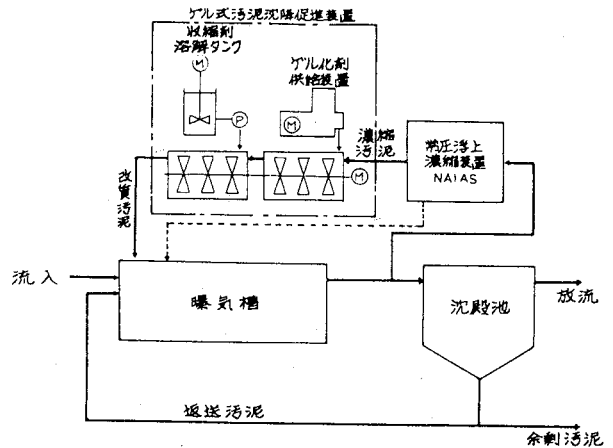 ゲル式汚泥沈降促進装置
収縮剤
溶解タンク
M
ゲル化剤
供給装置
M
P
濃縮
汚泥
常圧浮上
濃縮装置
NAIAS
M
改質汚泥
流入
曝気槽
沈殿池
放流
返送汚泥
余剰汚泥